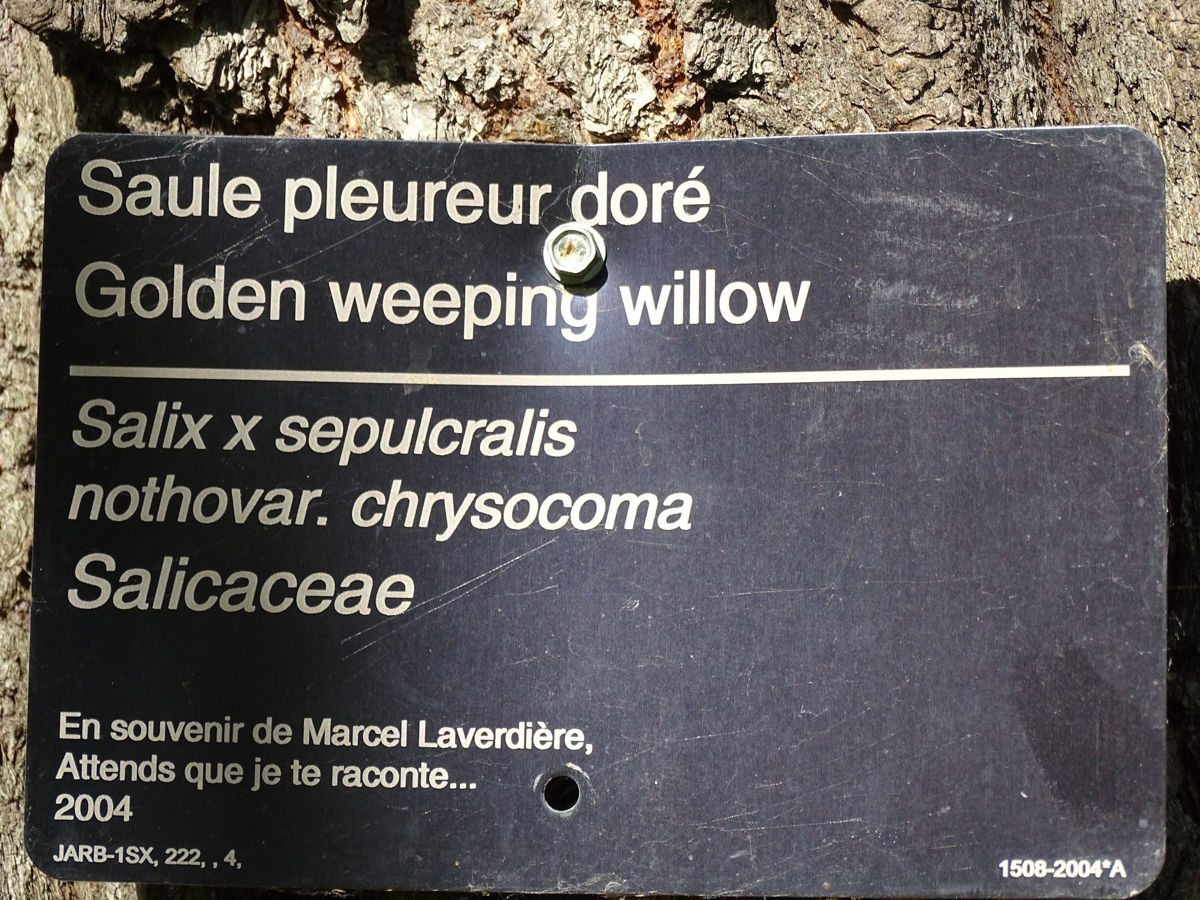 Saule pleureur doré
Golden weeping willow
Salix x sepulcralis
nothovar. chrysocoma
Salicaceae
En souvenir de Marcel Laverdière,
Attends que je te raconte...
2004
JARB-1SX, 222, , 4,
1508-2004*A